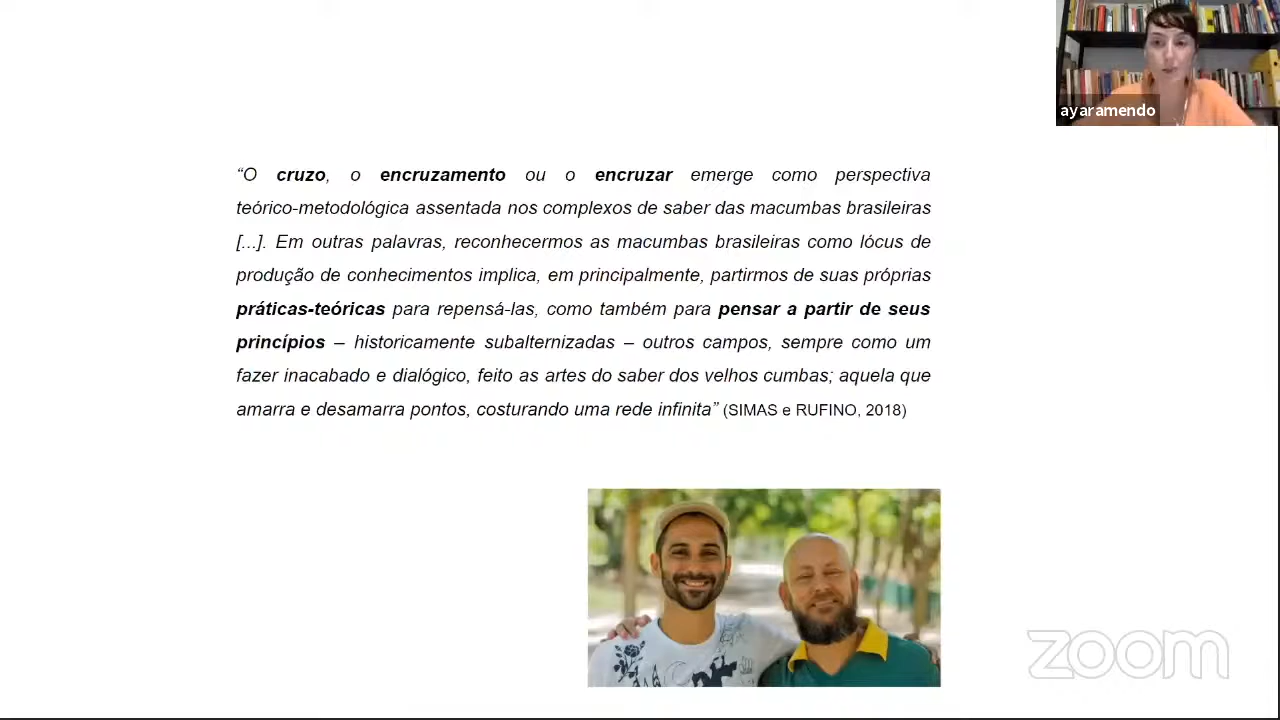 ayaramendo
“O cruzo, o encruzamento ou o encruzar emerge como perspectiva
teórico-metodológica assentada nos complexos de saber das macumbas brasileiras
[...]. Em outras palavras, reconhecermos as macumbas brasileiras como lócus de
produção de conhecimentos implica, em principalmente, partirmos de suas próprias
práticas-teóricas para repensá-las, como também para pensar a partir de seus
princípios – historicamente subalternizadas – outros campos, sempre como um
fazer inacabado e dialógico, feito as artes do saber dos velhos cumbas; aquela que
amarra e desamarra pontos, costurando uma rede infinita” (SIMAS e RUFINO, 2018)
zoom